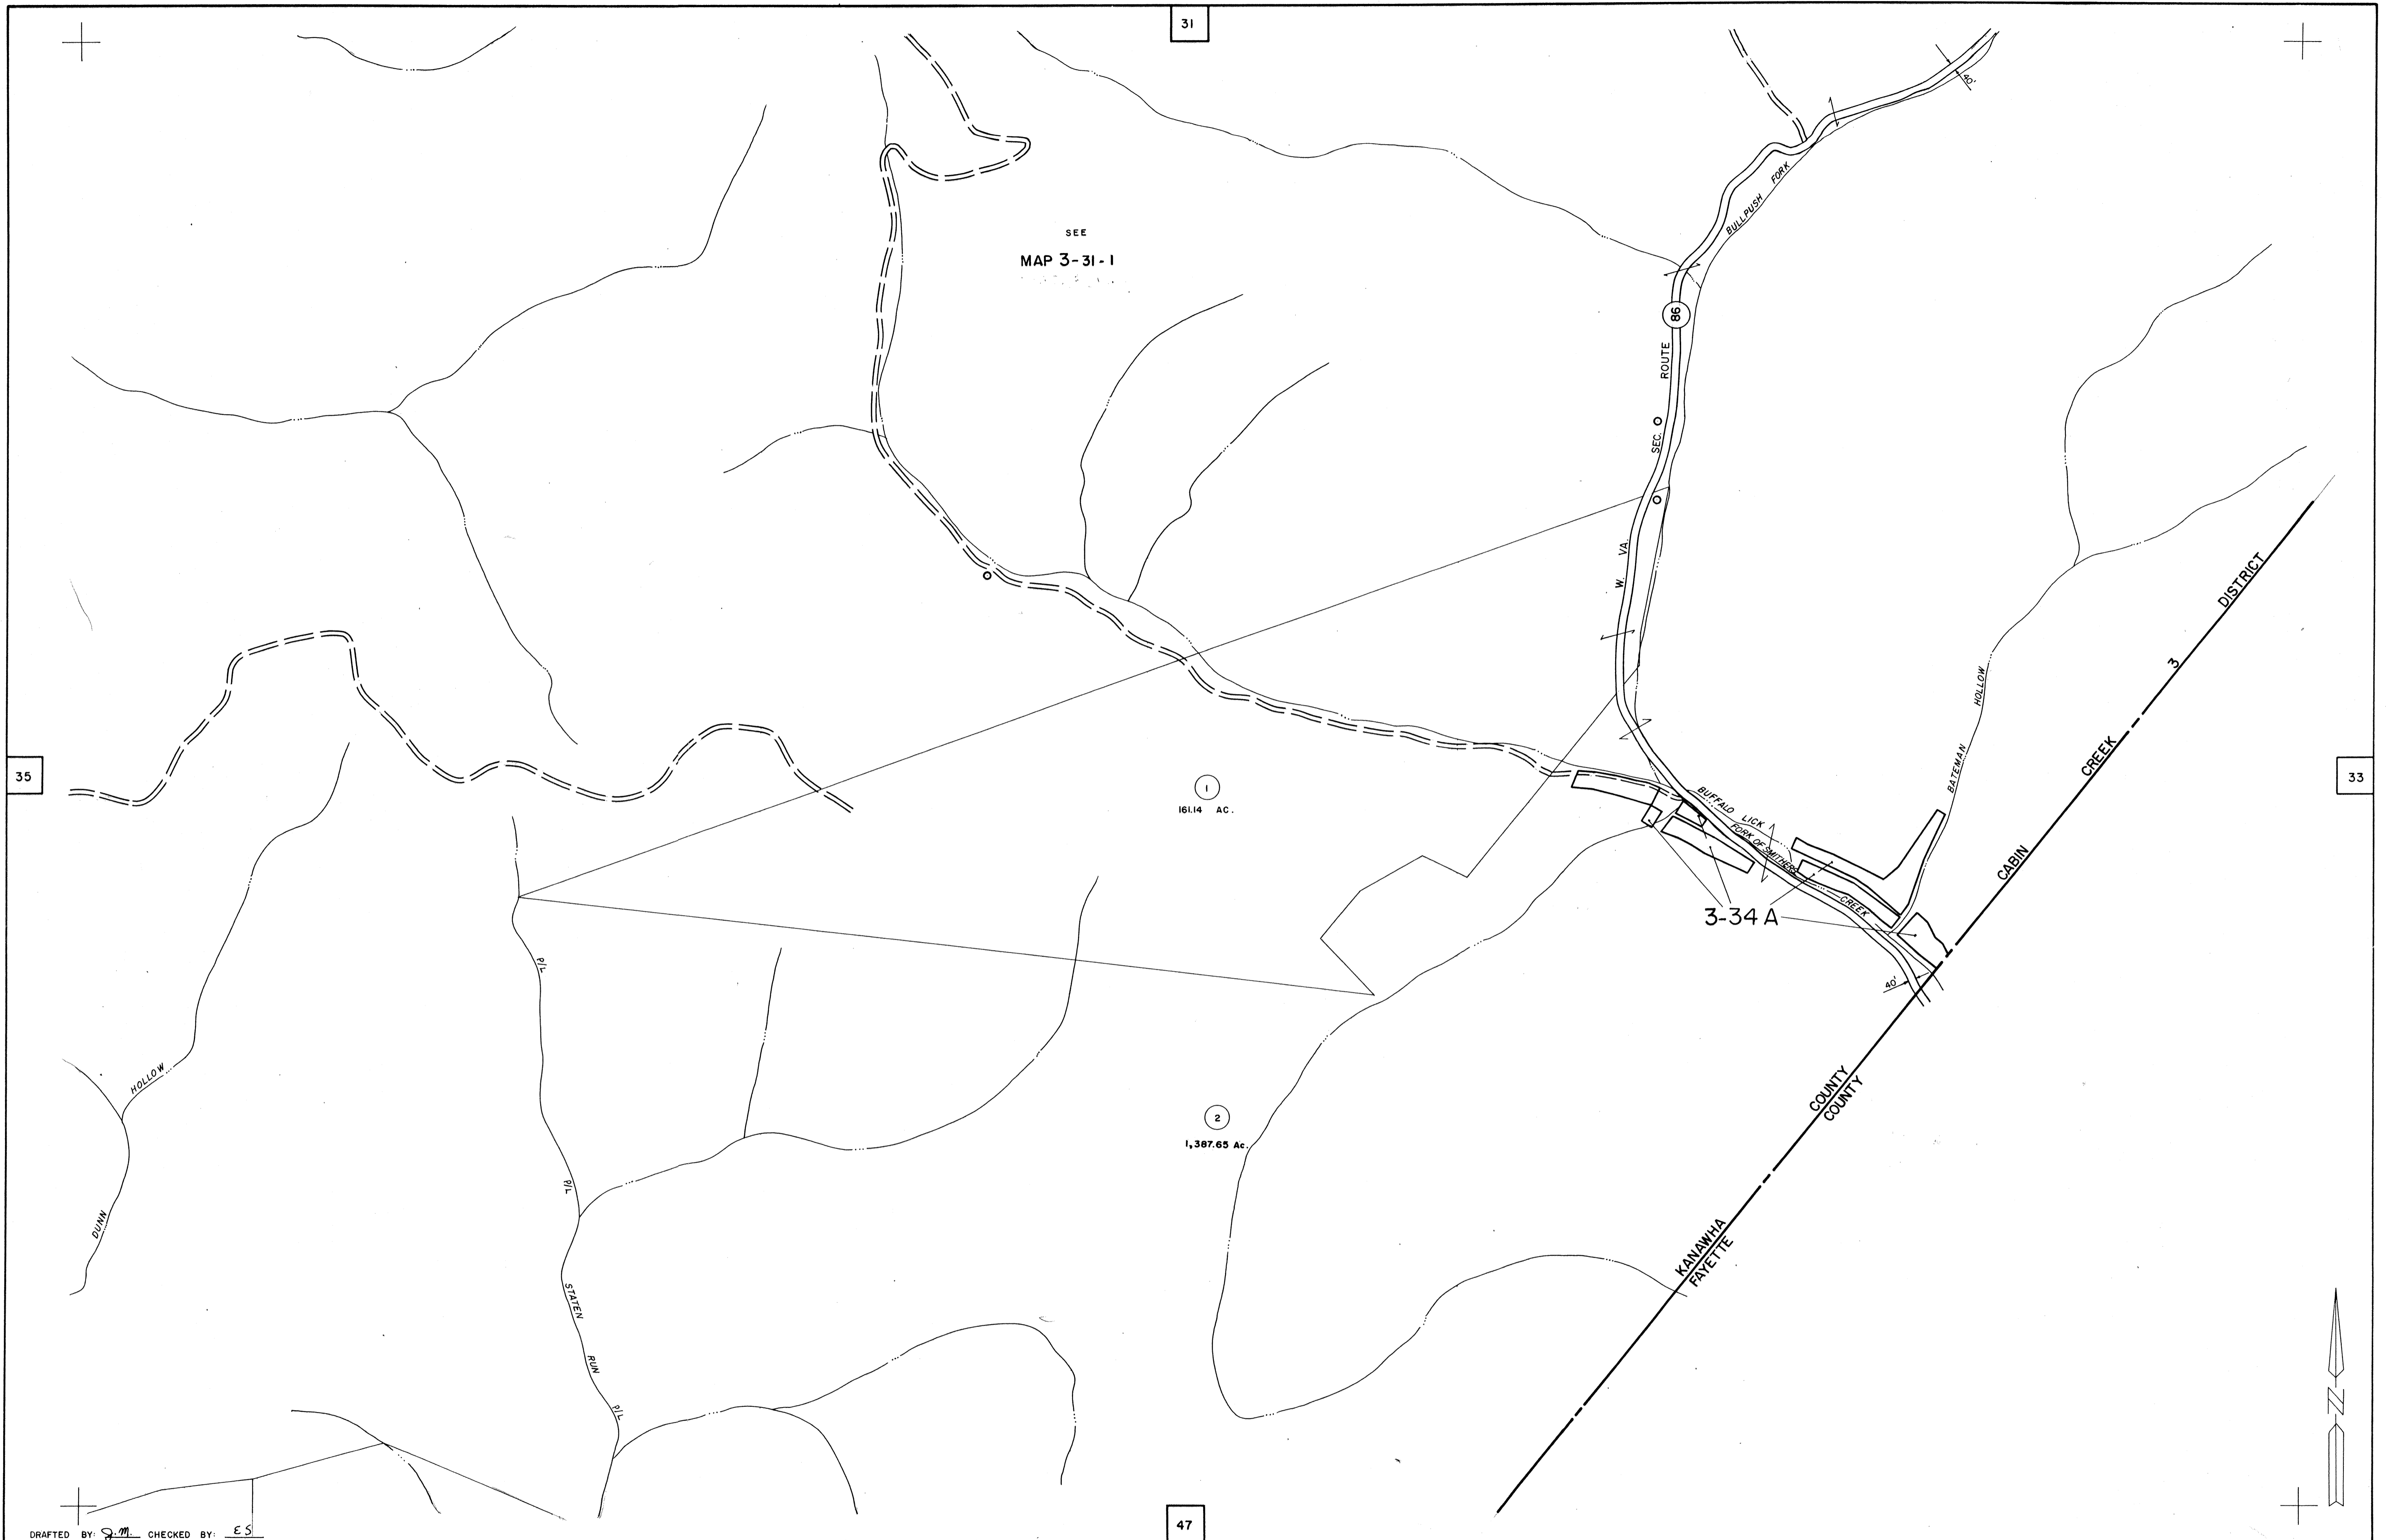 31
40'
BULLPUSH FORK
SEE
MAP 3-31-1
W. VA. SEC. ROUTE 86
35
33
1
161.14 AC.
BUFFALO LICK
FORK OF SMITHERS
CREEK
BATEMAN HOLLOW
CABIN CREEK 3 DISTRICT
3-34 A
40'
P/L
DUNN HOLLOW
2
1,387.65 Ac.
P/L
KANAWHA COUNTY
FAYETTE COUNTY
STATEN RUN
P/L
N
47
DRAFTED BY: J.M. CHECKED BY: ES